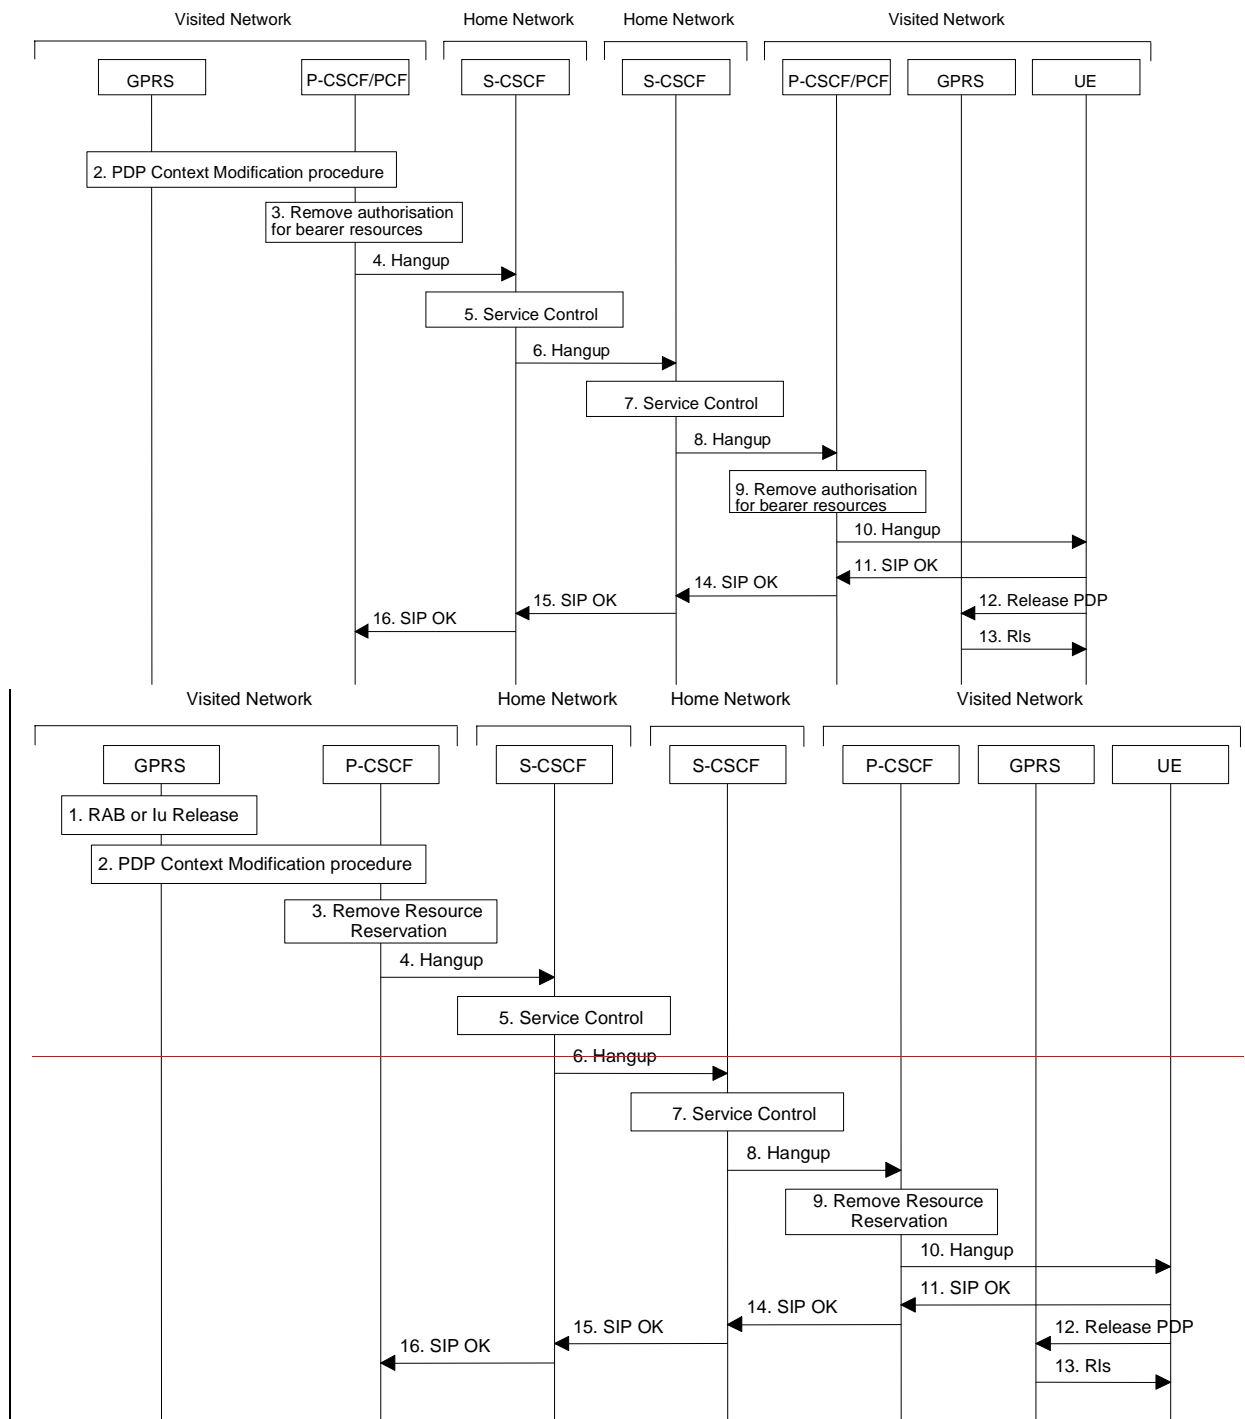 Visited Network Home Network Home Network Visited Network
GPRS P-CSCF/PCF S-CSCF S-CSCF P-CSCF/PCF GPRS UE
2. PDP Context Modification procedure
3. Remove authorisation
for bearer resources
4. Hangup
5. Service Control
6. Hangup
7. Service Control
8. Hangup
9. Remove authorisation
for bearer resources
10. Hangup
11. SIP OK
14. SIP OK
15. SIP OK
12. Release PDP
16. SIP OK
13. Rls
Visited Network Home Network Home Network Visited Network
GPRS P-CSCF S-CSCF S-CSCF P-CSCF GPRS UE
1. RAB or Iu Release
2. PDP Context Modification procedure
3. Remove Resource
Reservation
4. Hangup
5. Service Control
6. Hangup
7. Service Control
8. Hangup
9. Remove Resource
Reservation
10. Hangup
11. SIP OK
14. SIP OK
15. SIP OK
12. Release PDP
16. SIP OK
13. Rls